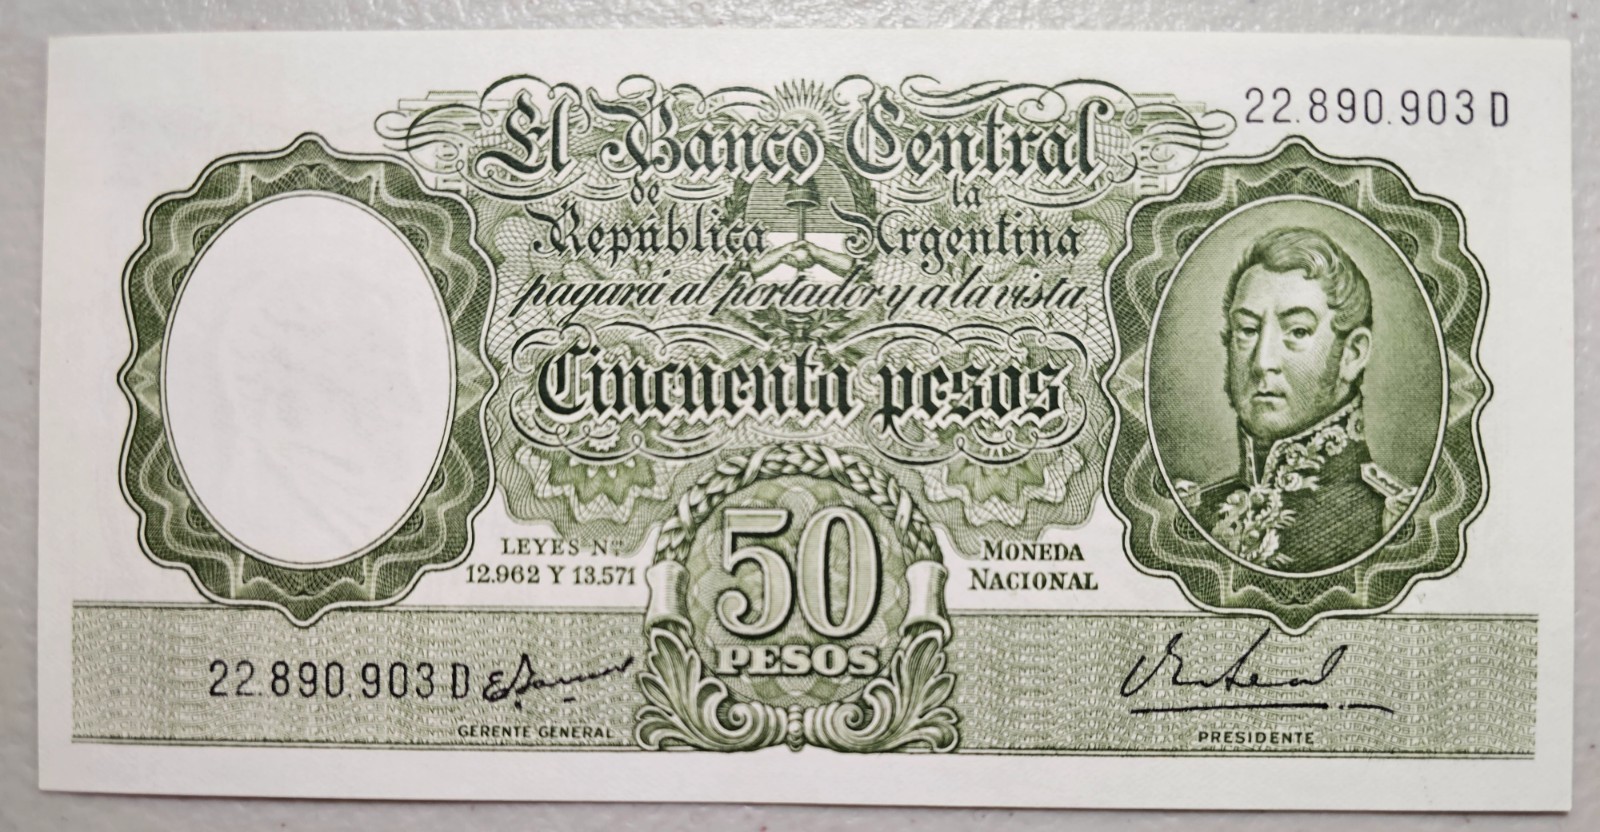 22.890.903 D
El Banco Central
de la
República Argentina
pagará al portador y a la vista
Cincuenta pesos
LEYES Nos.
12.962 Y 13.571
MONEDA
NACIONAL
50
PESOS
22.890.903 D
GERENTE GENERAL
PRESIDENTE